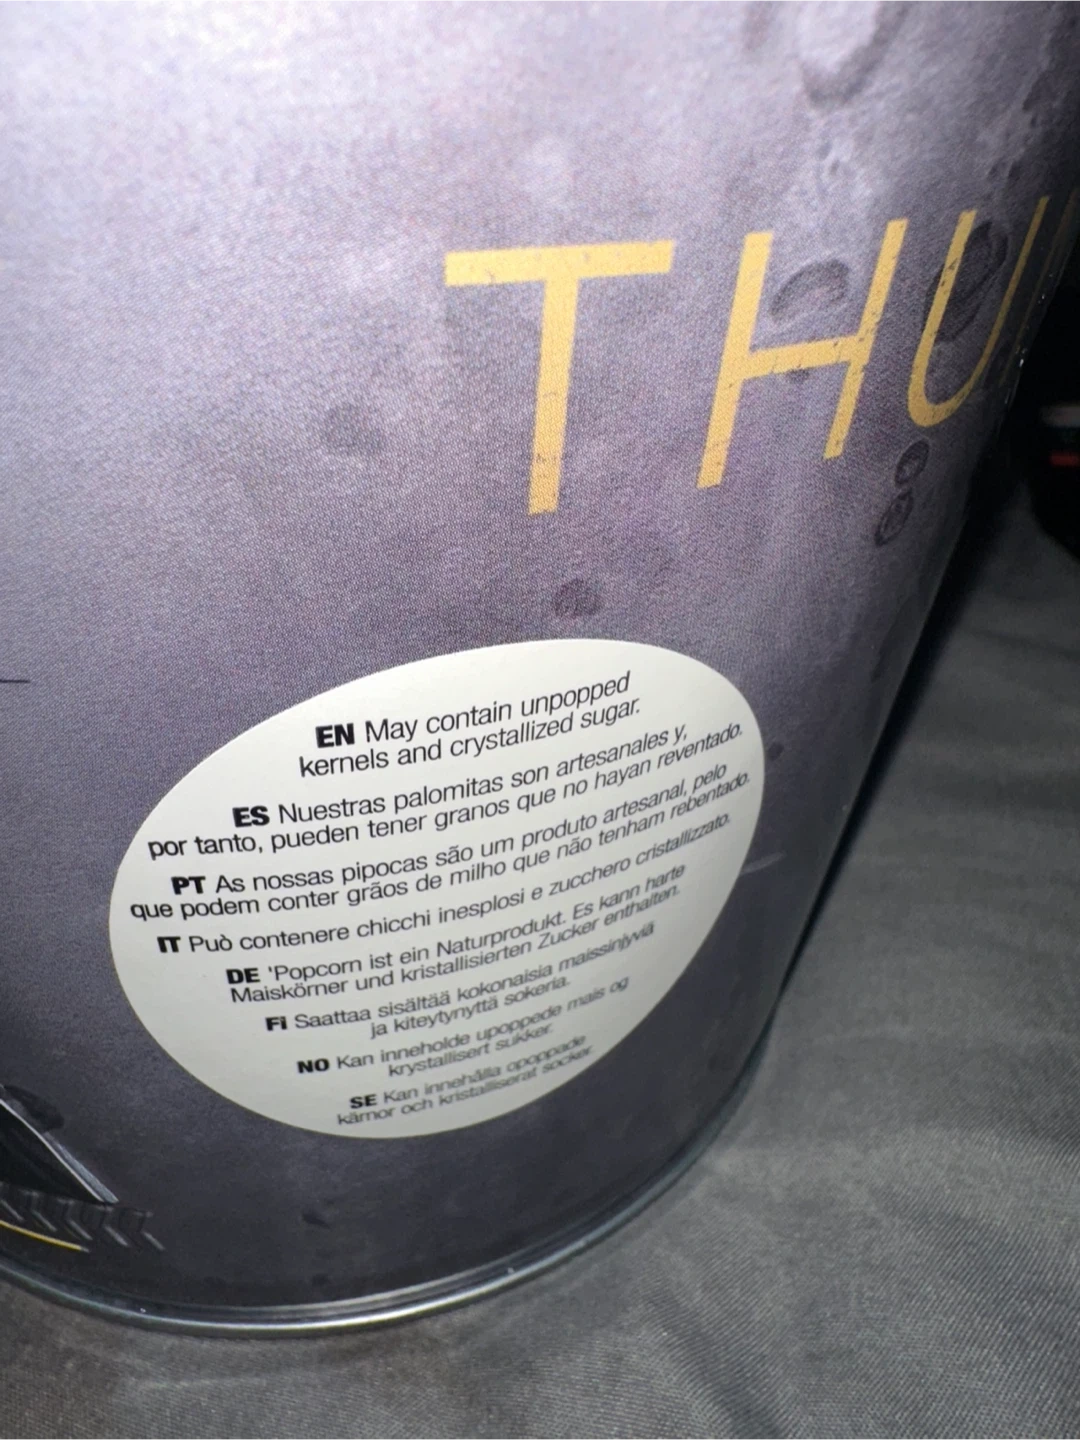 THU
EN May contain unpopped
kernels and crystallized sugar.
ES Nuestras palomitas son artesanales y,
por tanto, pueden tener granos que no hayan reventado.
PT As nossas pipocas são um produto artesanal, pelo
que podem conter grãos de milho que não tenham rebentado.
IT Può contenere chicchi inesplosi e zucchero cristallizzato.
DE 'Popcorn ist ein Naturprodukt. Es kann harte
Maiskörner und kristallisierten Zucker enthalten.
Fi Saattaa sisältää kokonaisia maissinjyviä
ja kiteytynyttä sokeria.
NO Kan inneholde upoppede mais og
krystallisert sukker.
SE Kan innehålla opoppade
kärnor och kristalliserat socker.